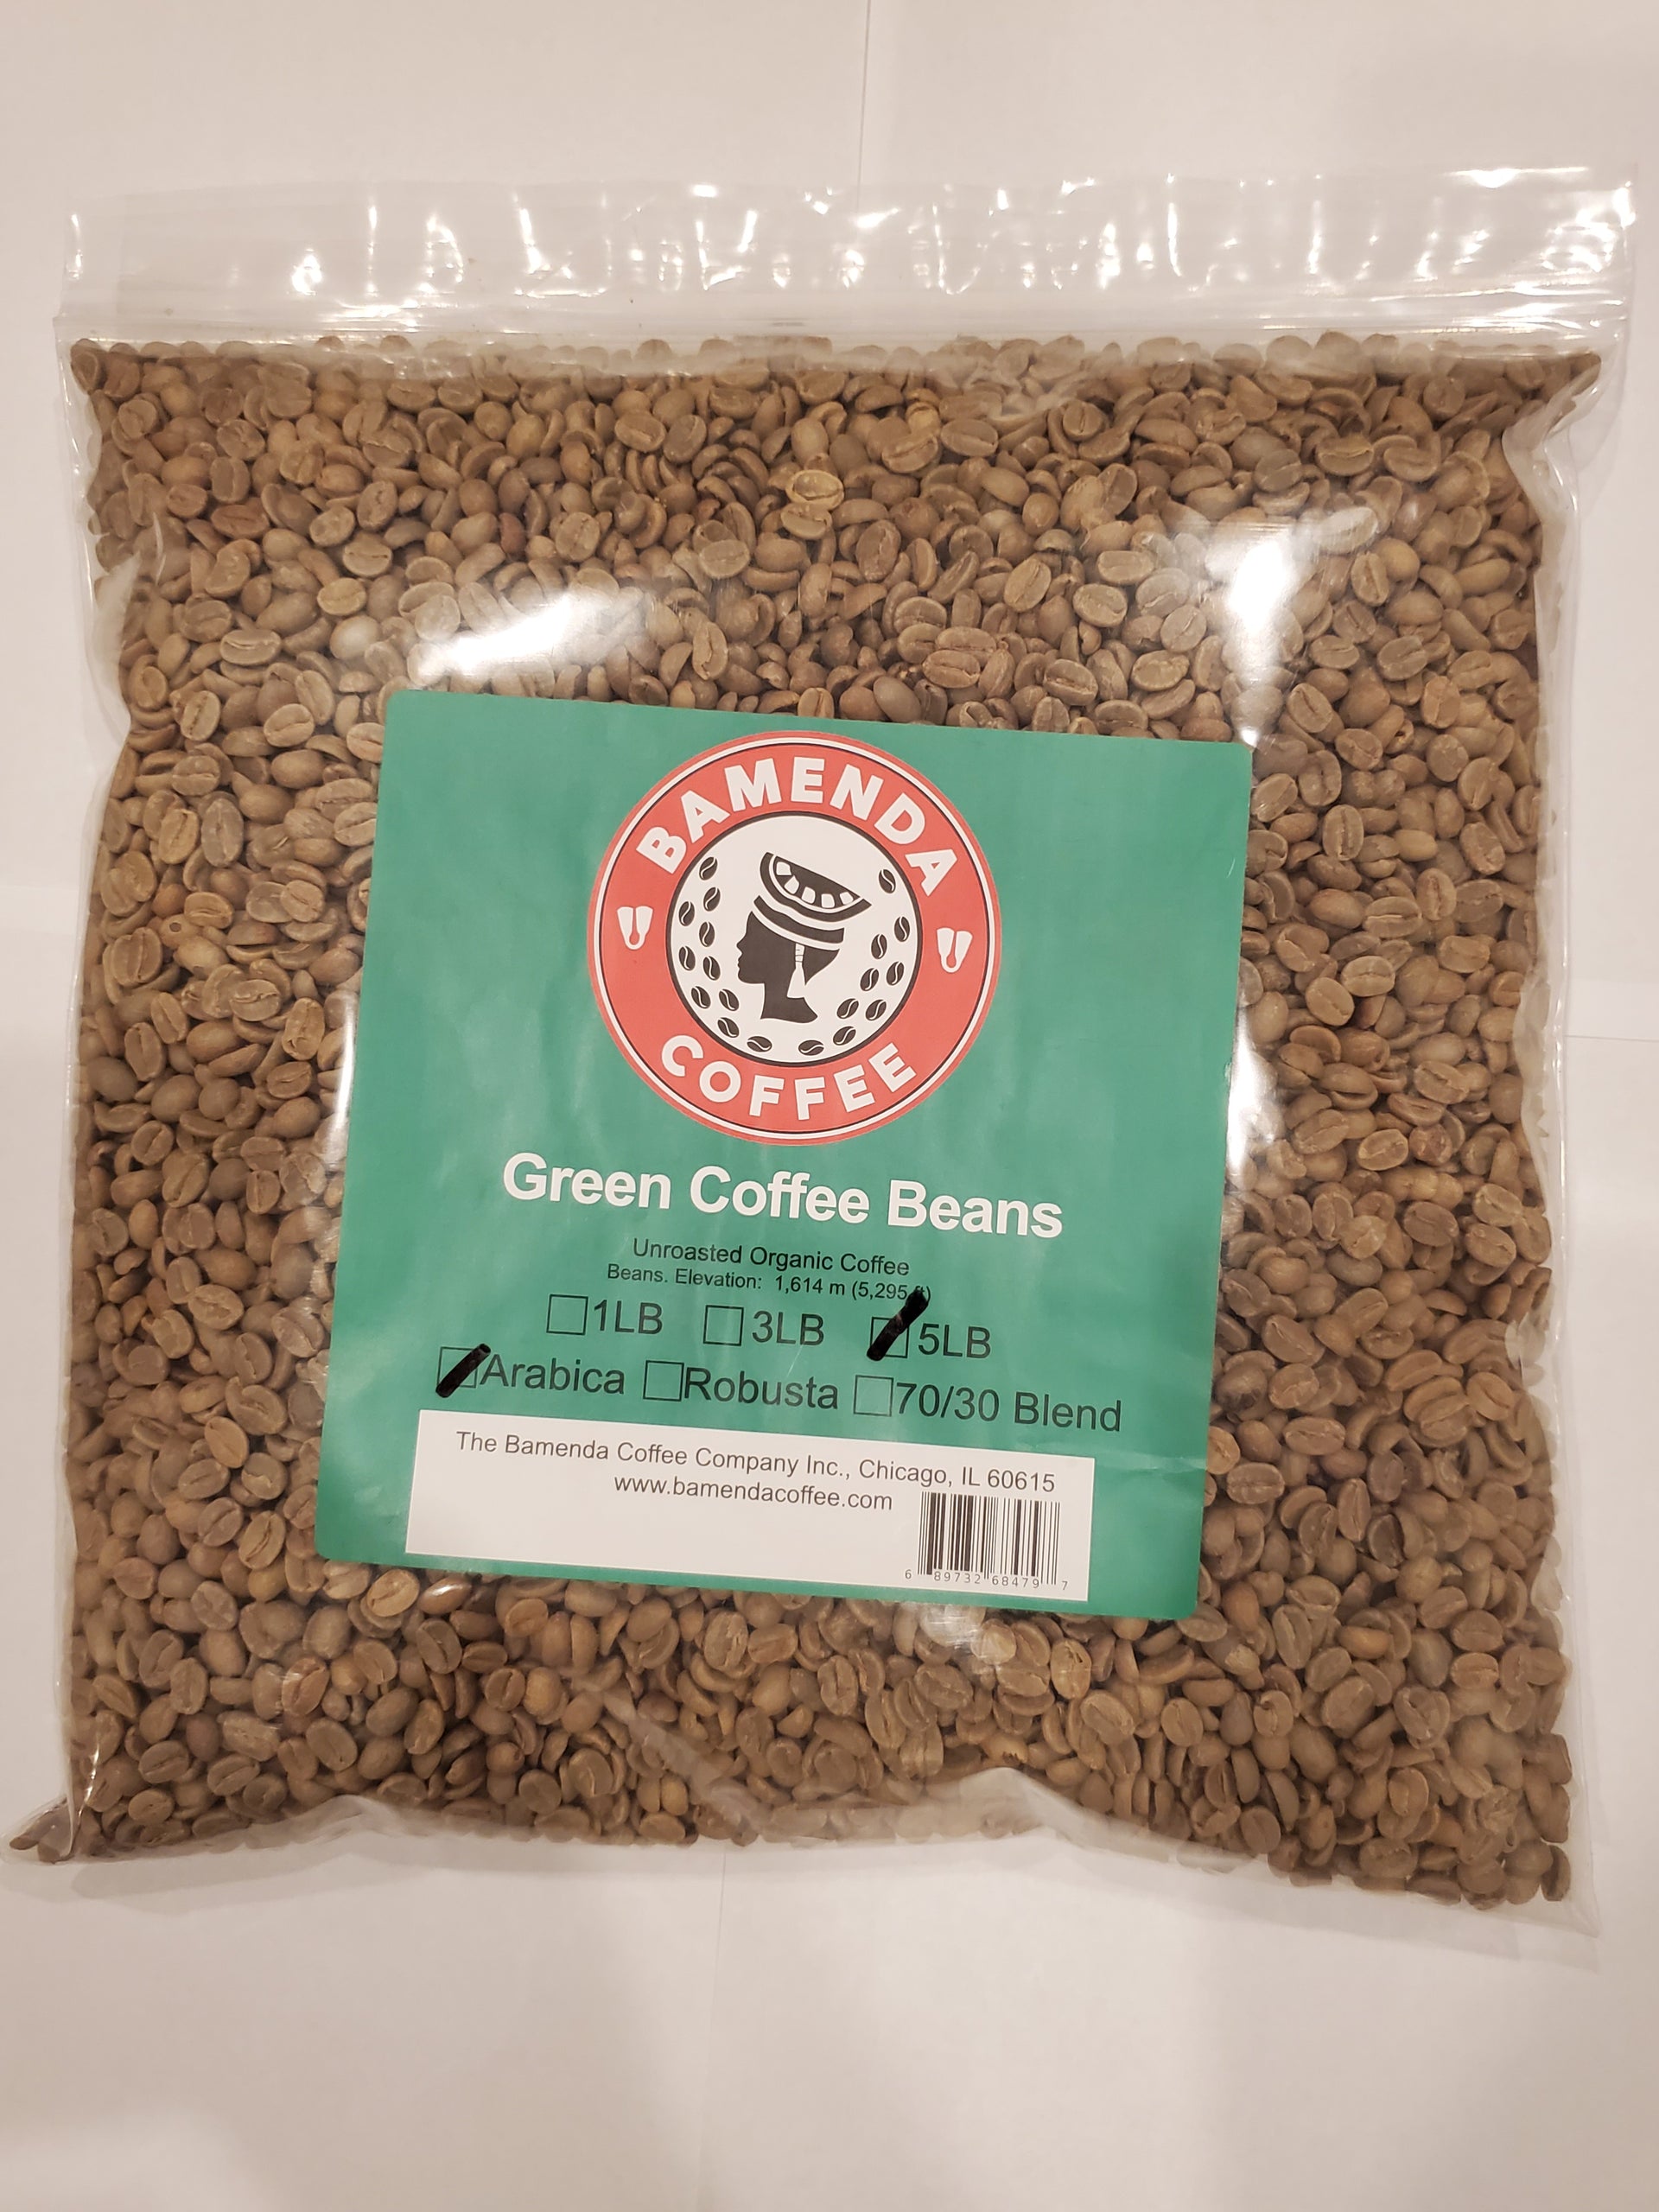 BAMENDA
COFFEE
Green Coffee Beans
Unroasted Organic Coffee
Beans. Elevation: 1,614 m (5,295 ft)
1LB 3LB 5LB
Arabica Robusta 70/30 Blend
The Bamenda Coffee Company Inc., Chicago, IL 60615
www.bamendacoffee.com
6 89732 68479 7